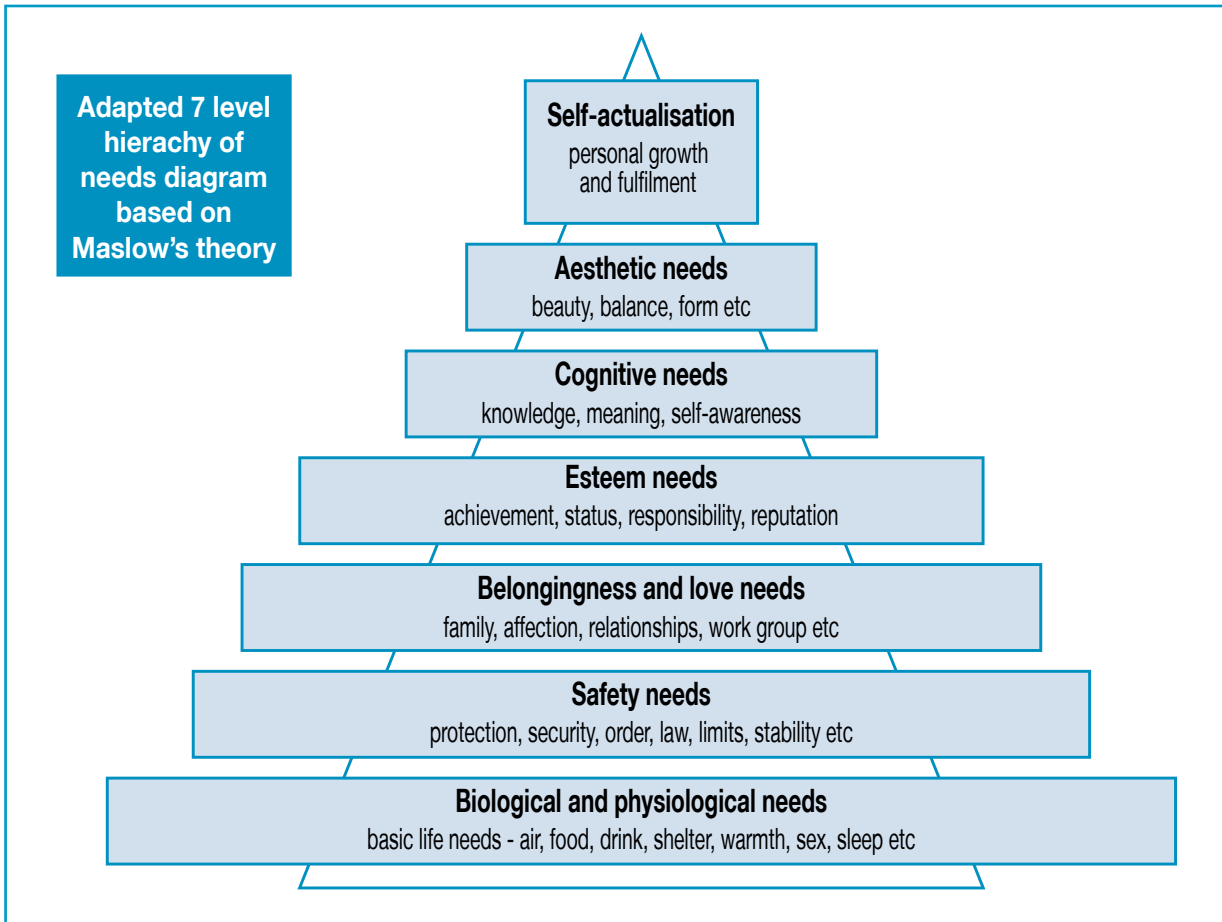 Adapted 7 level
hierachy of
needs diagram
based on
Maslow's theory
Self-actualisation
personal growth
and fulfilment
Aesthetic needs
beauty, balance, form etc
Cognitive needs
knowledge, meaning, self-awareness
Esteem needs
achievement, status, responsibility, reputation
Belongingness and love needs
family, affection, relationships, work group etc
Safety needs
protection, security, order, law, limits, stability etc
Biological and physiological needs
basic life needs - air, food, drink, shelter, warmth, sex, sleep etc